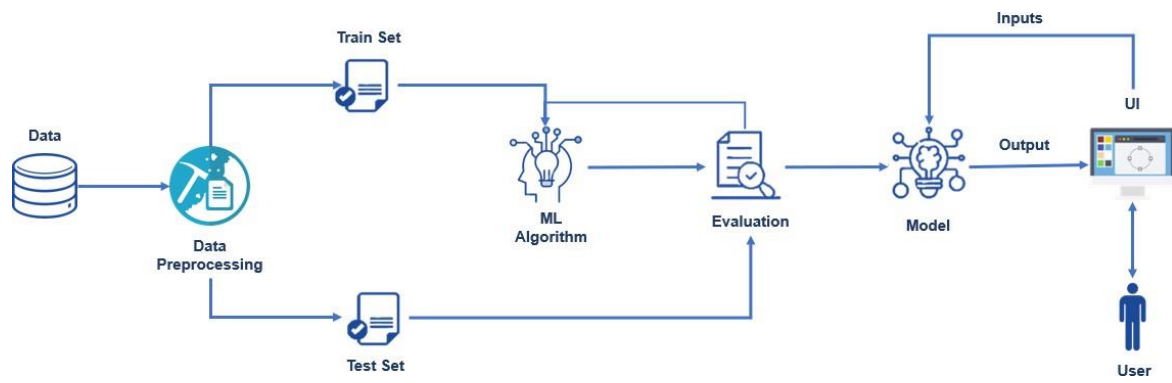 Inputs
Train Set
UI
Data
Output
ML
Algorithm
Evaluation
Model
Data
Preprocessing
Test Set
User